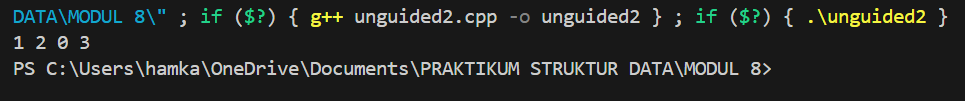 DATA\MODUL 8\" ; if ($?) { g++ unguided2.cpp -o unguided2 } ; if ($?) { .\unguided2 }
1 2 0 3
PS C:\Users\hamka\OneDrive\Documents\PRAKTIKUM STRUKTUR DATA\MODUL 8>